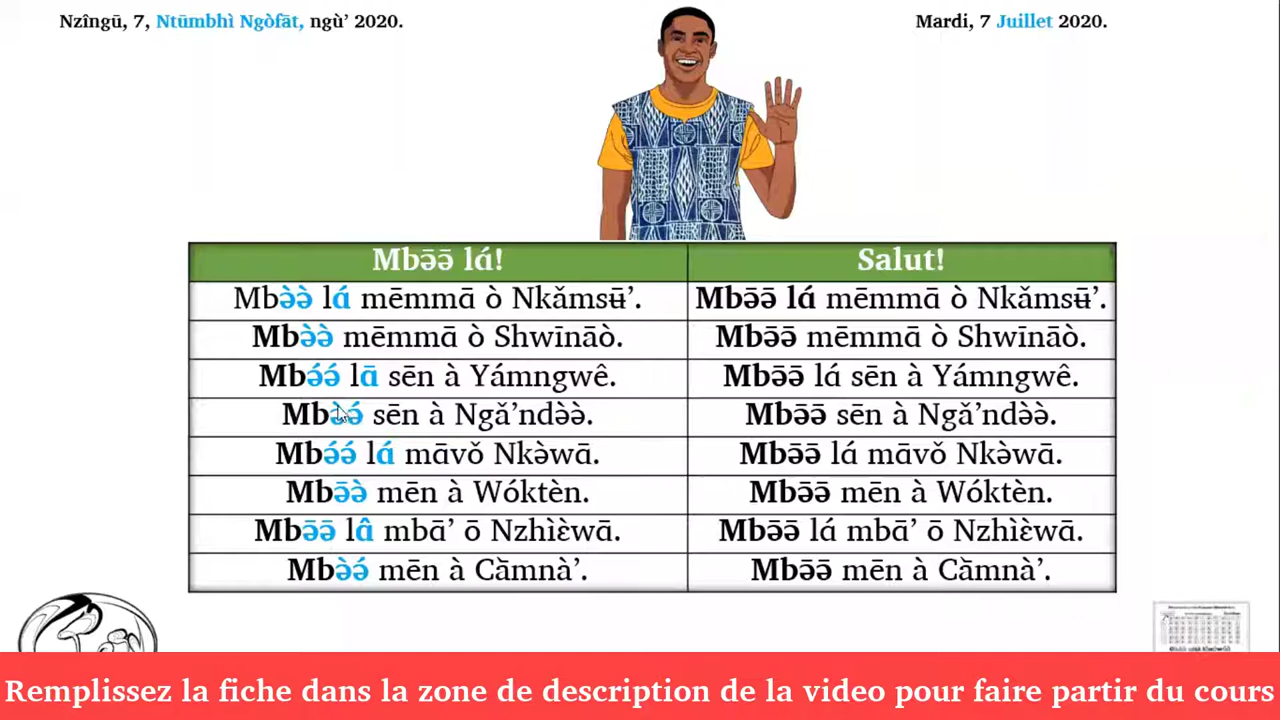 Nzîngū, 7, Ntūmbhì Ngòfāt, ngù’ 2020.
Mardi, 7 Juillet 2020.
Mbə̄ə̄ lá!
Salut!
Mbə̀ə̀ lá mēmmā ò Nkǎmsʉ̄’.
Mbə̄ə̄ lá mēmmā ò Nkǎmsʉ̄’.
Mbə̀ə̀ mēmmā ò Shwīnāò.
Mbə̄ə̄ mēmmā ò Shwīnāò.
Mbə́ə́ lā sēn à Yámngwê.
Mbə̄ə̄ lá sēn à Yámngwê.
Mbə̀ə́ sēn à Ngǎ’ndə̀ə̀.
Mbə̄ə̄ sēn à Ngǎ’ndə̀ə̀.
Mbə́ə́ lá māvǒ Nkə̀wā.
Mbə̄ə̄ lá māvǒ Nkə̀wā.
Mbə̄ə̀ mēn à Wóktèn.
Mbə̄ə̄ mēn à Wóktèn.
Mbə̄ə̄ lâ mbā’ ō Nzhìɛ̀wā.
Mbə̄ə̄ lá mbā’ ō Nzhìɛ̀wā.
Mbə̀ə́ mēn à Cȁmnà’.
Mbə̄ə̄ mēn à Cȁmnà’.
Remplissez la fiche dans la zone de description de la video pour faire partir du cours